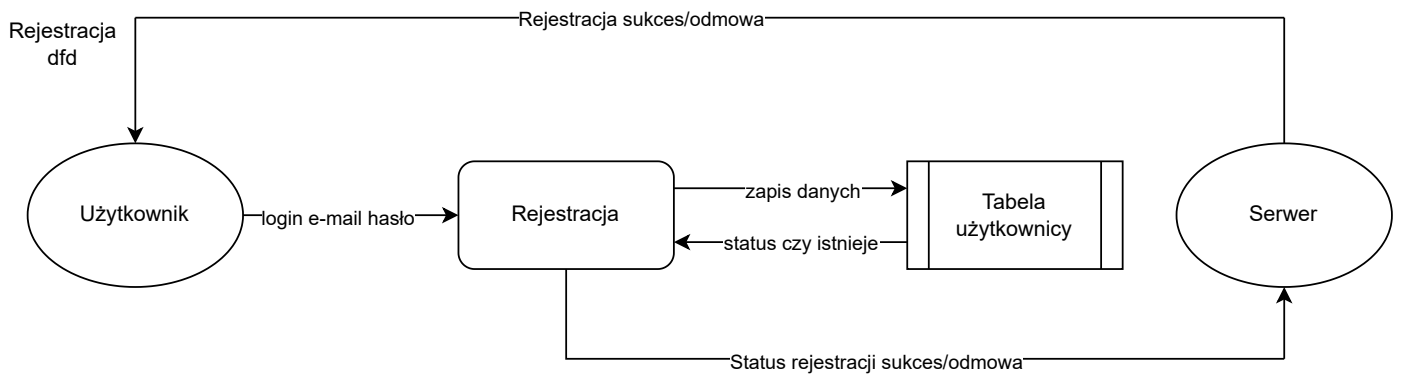 Rejestracja sukces/odmowa
Rejestracja
dfd
Użytkownik
login e-mail hasło
Rejestracja
zapis danych
status czy istnieje
Tabela
użytkownicy
Serwer
Status rejestracji sukces/odmowa